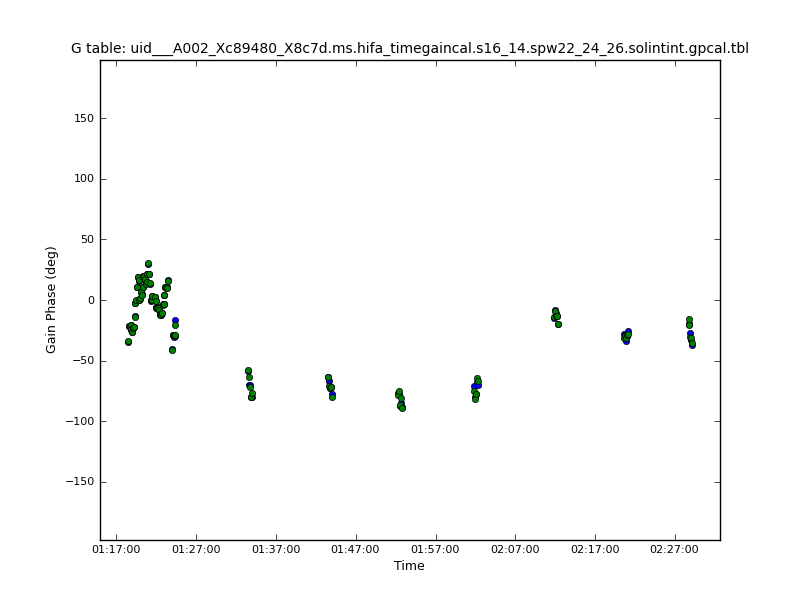 G table: uid___A002_Xc89480_X8c7d.ms.hifa_timegaincal.s16_14.spw22_24_26.solintint.gpcal.tbl
150
100
50
0
−50
−100
−150
Gain Phase (deg)
01:17:00 01:27:00 01:37:00 01:47:00 01:57:00 02:07:00 02:17:00 02:27:00
Time